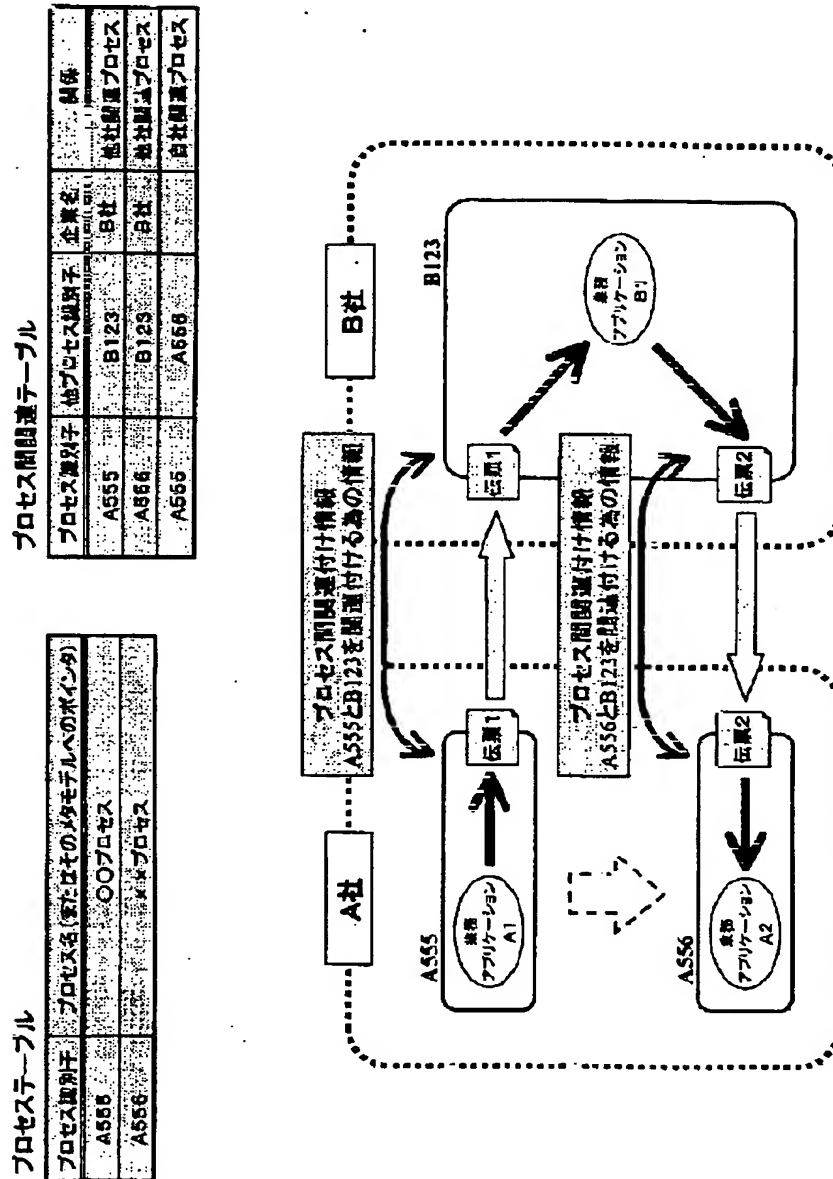 プロセステーブル
プロセス識別子 プロセス名(またはそのメタモデルへのポインタ)
A555 ○○プロセス
A556 ××プロセス
プロセス間関連テーブル
プロセス識別子 他プロセス識別子 企業名 関係
A555 B123 B社 他社関連プロセス
A556 B123 B社 他社関連プロセス
A555 A556 自社関連プロセス
A社
B社
プロセス間関連付け情報
A555とB123を関連付ける為の情報
A555
業務
アプリケーション
A1
伝票1
伝票1
B123
業務
アプリケーション
B1
プロセス間関連付け情報
A556とB123を関連付ける為の情報
A556
業務
アプリケーション
A2
伝票2
伝票2